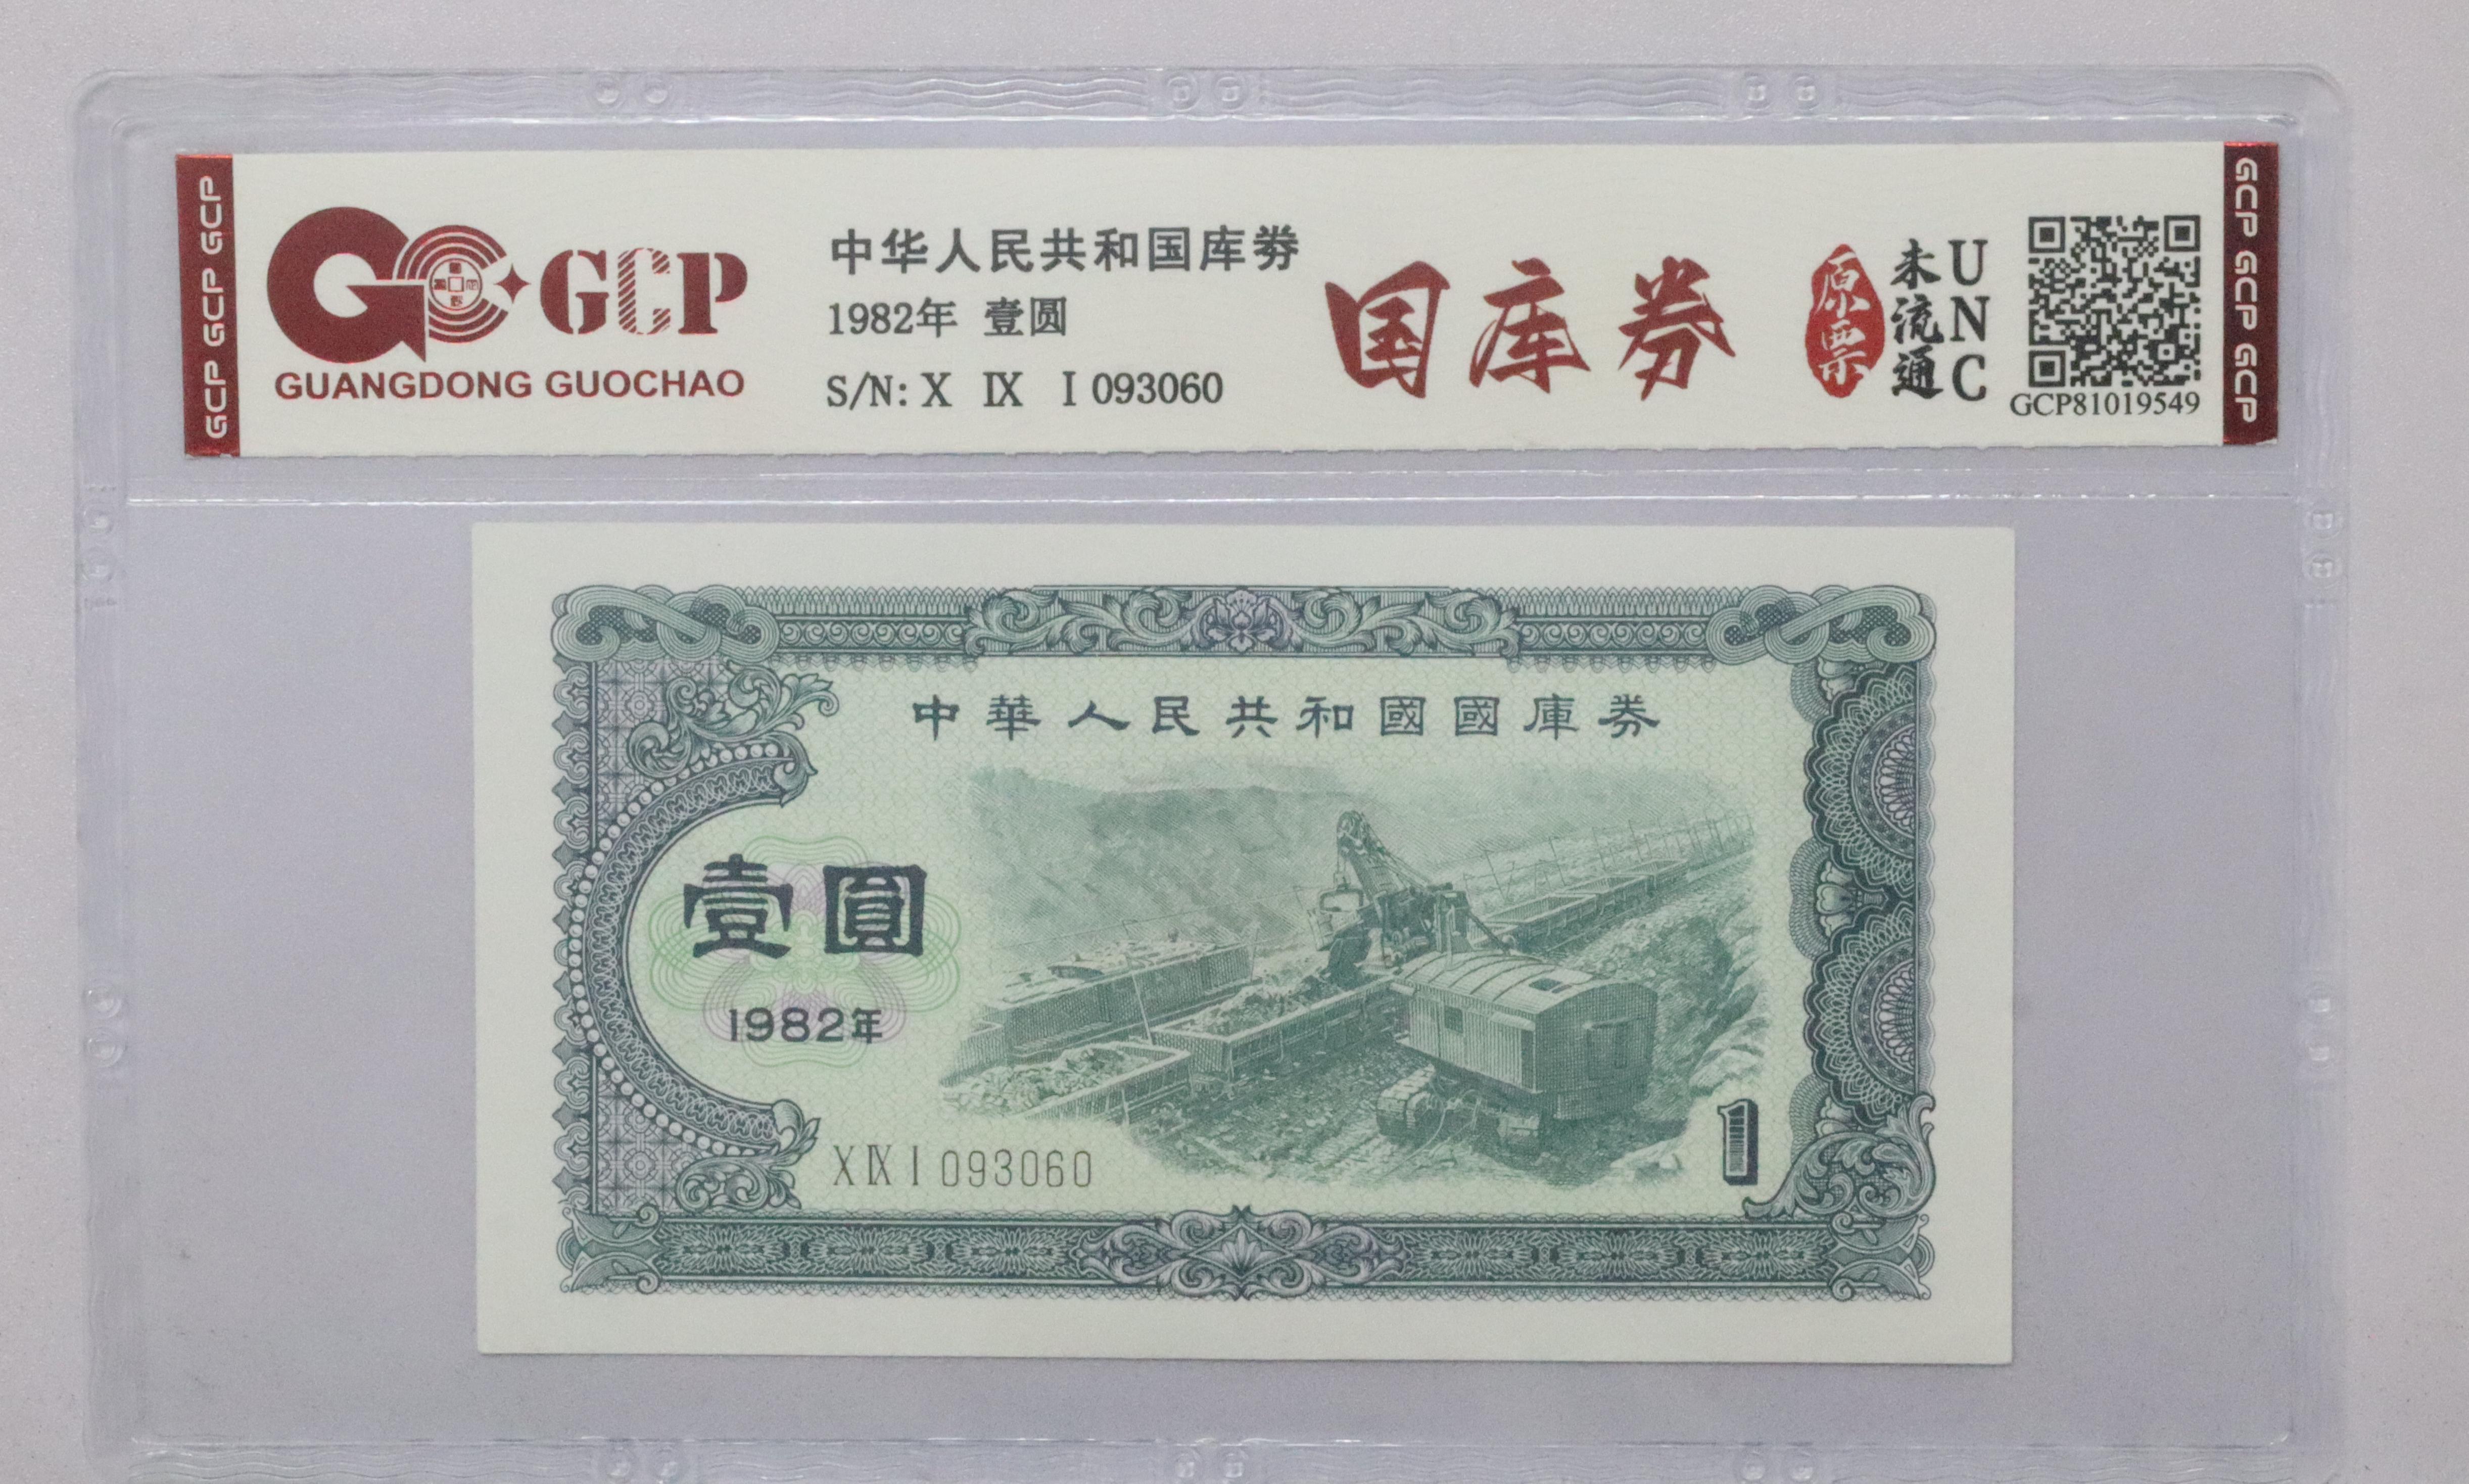 GCP GCP GCP
GCP
GUANGDONG GUOCHAO
中华人民共和国库券
1982年 壹圆
S/N: X IX I 093060
国库券
原票
未流通
UNC
GCP81019549
GCP GCP GCP
中華人民共和國國庫券
壹圓
1982年
X IX I 093060
1